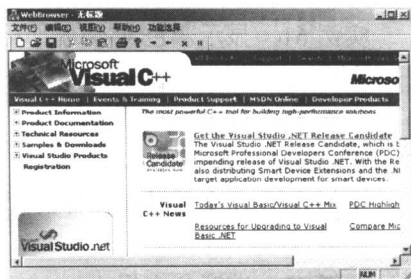 WebBrowser - 无标题
文件(F) 编辑(E) 视图(V) 帮助(H) 功能选择
Microsoft
Visual C++
Microso
Visual C++ Home | Events & Training | Product Support | MSDN Online | Developer Products
Product Information
Product Documentation
Technical Resources
Samples & Downloads
Visual Studio Products
Registration
The most powerful C++ tool for building high-performance solutions
Release
Candidate
Get the Visual Studio .NET Release Candidate
The Visual Studio .NET Release Candidate, which is b
Microsoft Professional Developers Conference (PDC)
impending release of Visual Studio .NET. With the Re
also distributing Smart Device Extensions and the .N
target application development for smart devices.
Visual
C++ News
Today's Visual Basic/Visual C++ Mix
PDC Highligh
Resources for Upgrading to Visual
Basic .NET
Compare Mic
Visual Studio.net
NUM